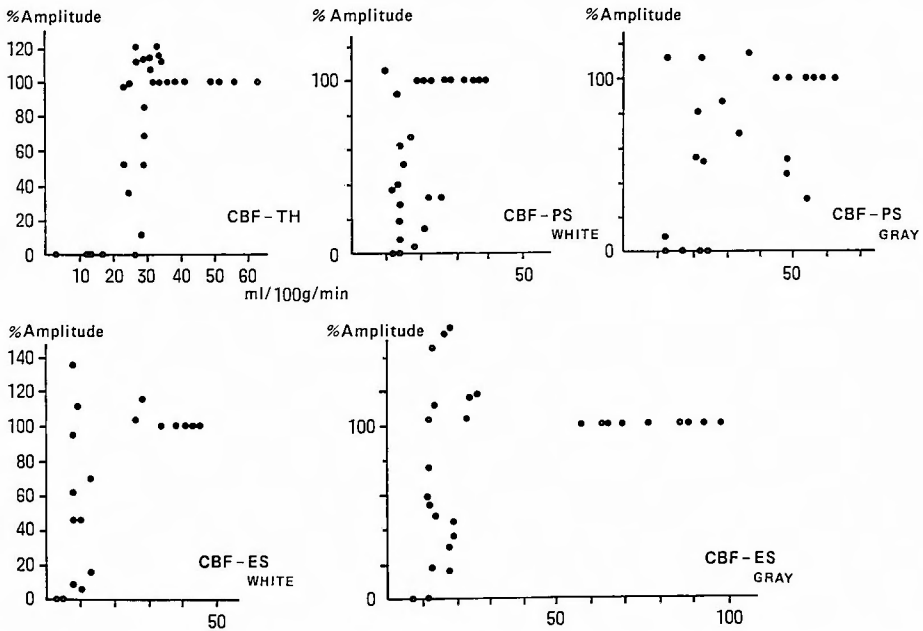 %Amplitude
120
100
80
60
40
20
0
10 20 30 40 50 60
ml/100g/min
CBF-TH
%Amplitude
100
0
50
CBF-PS
WHITE
%Amplitude
100
0
50
CBF-PS
GRAY
%Amplitude
140
120
100
80
60
40
20
0
50
CBF-ES
WHITE
%Amplitude
100
0
50 100
CBF-ES
GRAY